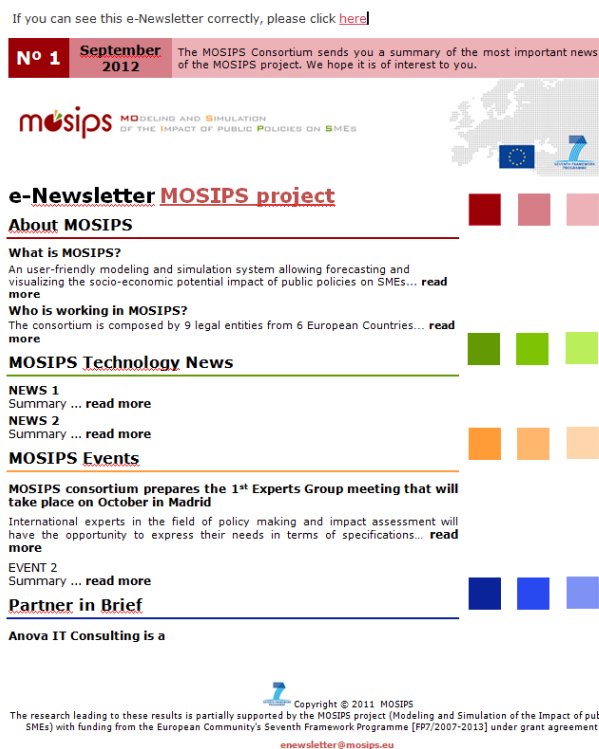 If you can see this e-Newsletter correctly, please click here
Nº 1
September
2012
The MOSIPS Consortium sends you a summary of the most important news
of the MOSIPS project. We hope it is of interest to you.
mosips
MODELING AND SIMULATION
OF THE IMPACT OF PUBLIC POLICIES ON SMES
7
SEVENTH FRAMEWORK
PROGRAMME
e-Newsletter MOSIPS project
About MOSIPS
What is MOSIPS?
An user-friendly modeling and simulation system allowing forecasting and
visualizing the socio-economic potential impact of public policies on SMEs... read
more
Who is working in MOSIPS?
The consortium is composed by 9 legal entities from 6 European Countries... read
more
MOSIPS Technology News
NEWS 1
Summary ... read more
NEWS 2
Summary ... read more
MOSIPS Events
MOSIPS consortium prepares the 1st Experts Group meeting that will
take place on October in Madrid
International experts in the field of policy making and impact assessment will
have the opportunity to express their needs in terms of specifications... read
more
EVENT 2
Summary ... read more
Partner in Brief
Anova IT Consulting is a
Copyright © 2011 MOSIPS
The research leading to these results is partially supported by the MOSIPS project (Modeling and Simulation of the Impact of pub
SMEs) with funding from the European Community's Seventh Framework Programme [FP7/2007-2013] under grant agreement
enewsletter@mosips.eu